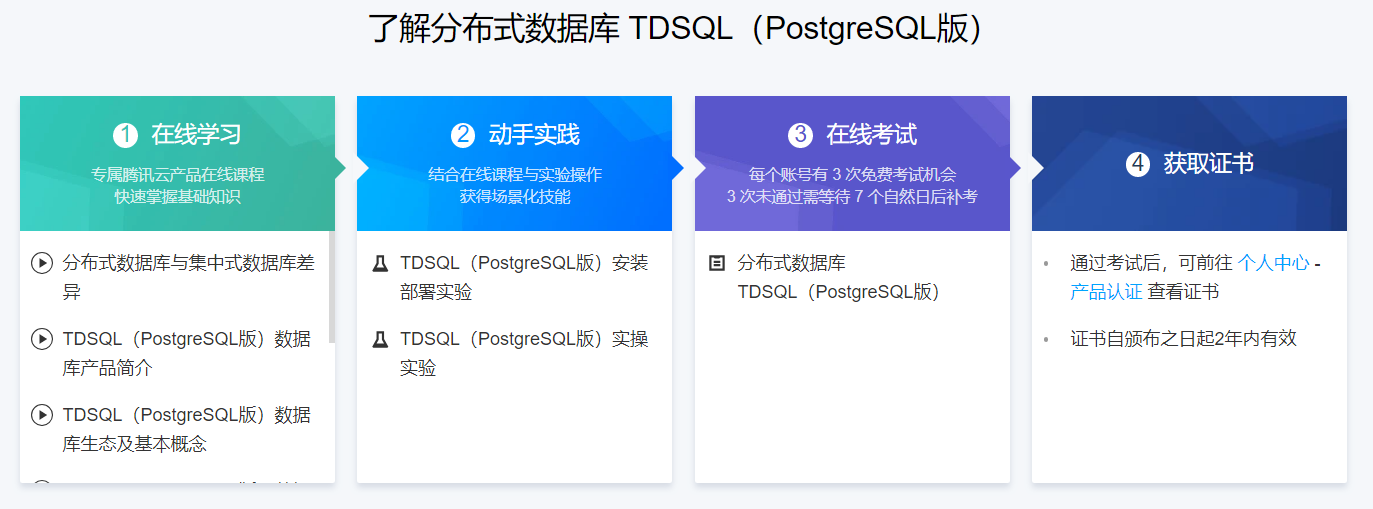 了解分布式数据库 TDSQL（PostgreSQL版）
1 在线学习
专属腾讯云产品在线课程
快速掌握基础知识
分布式数据库与集中式数据库差
异
TDSQL（PostgreSQL版）数据
库产品简介
TDSQL（PostgreSQL版）数据
库生态及基本概念
2 动手实践
结合在线课程与实验操作
获得场景化技能
TDSQL（PostgreSQL版）安装
部署实验
TDSQL（PostgreSQL版）实操
实验
3 在线考试
每个账号有 3 次免费考试机会
3 次未通过需等待 7 个自然日后补考
分布式数据库
TDSQL（PostgreSQL版）
4 获取证书
通过考试后，可前往 个人中心 -
产品认证 查看证书
证书自颁布之日起2年内有效